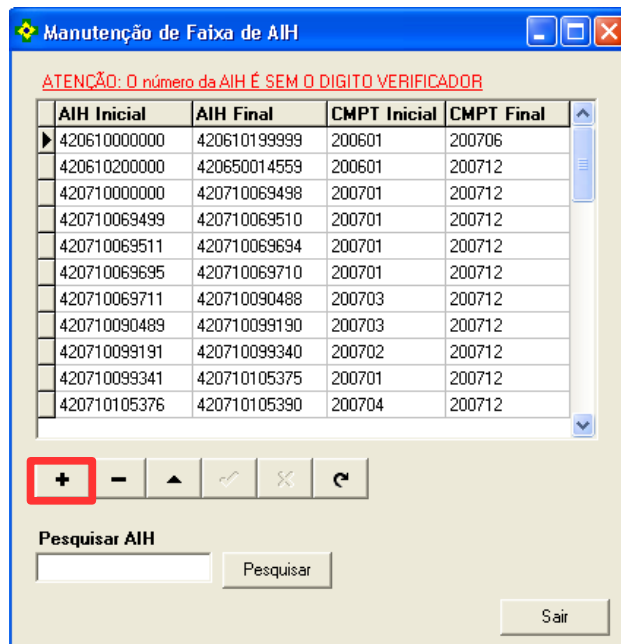 Manutenção de Faixa de AIH
ATENÇÃO: O número da AIH É SEM O DIGITO VERIFICADOR
AIH Inicial AIH Final CMPT Inicial CMPT Final
420610000000 420610199999 200601 200706
420610200000 420650014559 200601 200712
420710000000 420710069498 200701 200712
420710069499 420710069510 200701 200712
420710069511 420710069694 200701 200712
420710069695 420710069710 200701 200712
420710069711 420710090488 200703 200712
420710090489 420710099190 200703 200712
420710099191 420710099340 200702 200712
420710099341 420710105375 200701 200712
420710105376 420710105390 200704 200712
Pesquisar AIH
Pesquisar
Sair